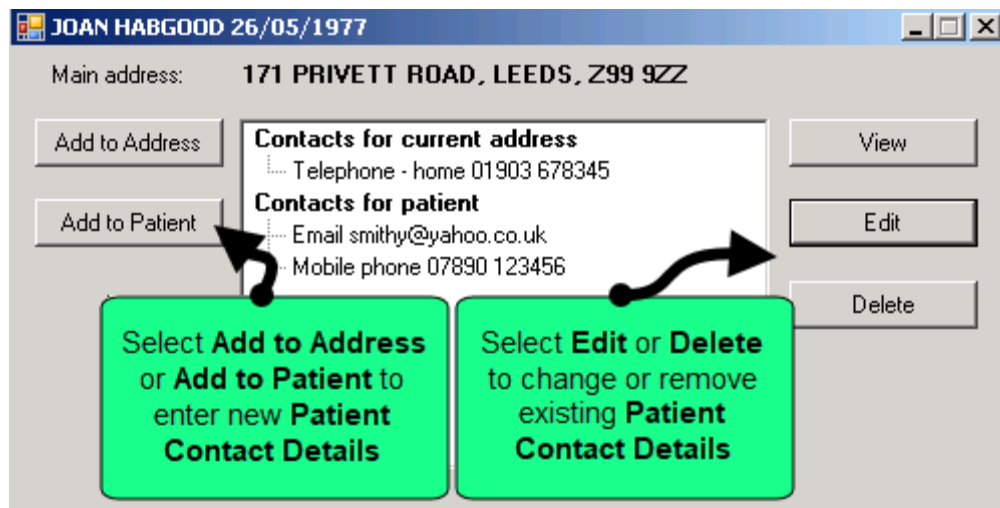 JOAN HABGOOD 26/05/1977
Main address: 171 PRIVETT ROAD, LEEDS, Z99 9ZZ
Add to Address
Contacts for current address
Telephone - home 01903 678345
View
Add to Patient
Contacts for patient
Email smithy@yahoo.co.uk
Mobile phone 07890 123456
Edit
Delete
Select Add to Address
or Add to Patient to
enter new Patient
Contact Details
Select Edit or Delete
to change or remove
existing Patient
Contact Details